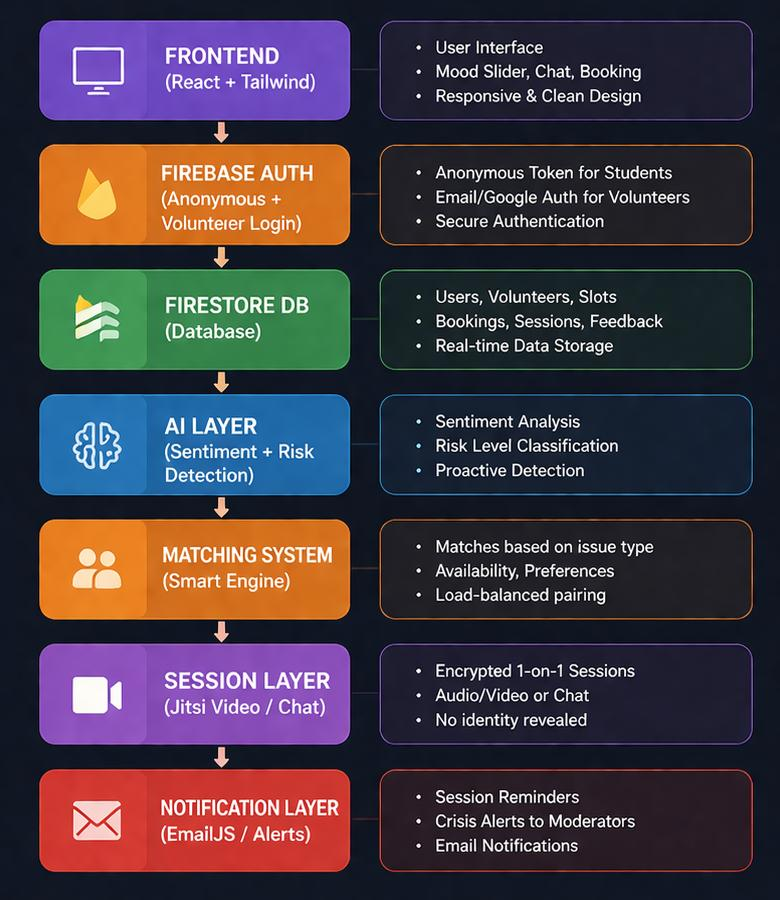 FRONTEND
(React + Tailwind)
• User Interface
• Mood Slider, Chat, Booking
• Responsive & Clean Design
FIREBASE AUTH
(Anonymous +
Volunteer Login)
• Anonymous Token for Students
• Email/Google Auth for Volunteers
• Secure Authentication
FIRESTORE DB
(Database)
• Users, Volunteers, Slots
• Bookings, Sessions, Feedback
• Real-time Data Storage
AI LAYER
(Sentiment + Risk
Detection)
• Sentiment Analysis
• Risk Level Classification
• Proactive Detection
MATCHING SYSTEM
(Smart Engine)
• Matches based on issue type
• Availability, Preferences
• Load-balanced pairing
SESSION LAYER
(Jitsi Video / Chat)
• Encrypted 1-on-1 Sessions
• Audio/Video or Chat
• No identity revealed
NOTIFICATION LAYER
(EmailJS / Alerts)
• Session Reminders
• Crisis Alerts to Moderators
• Email Notifications